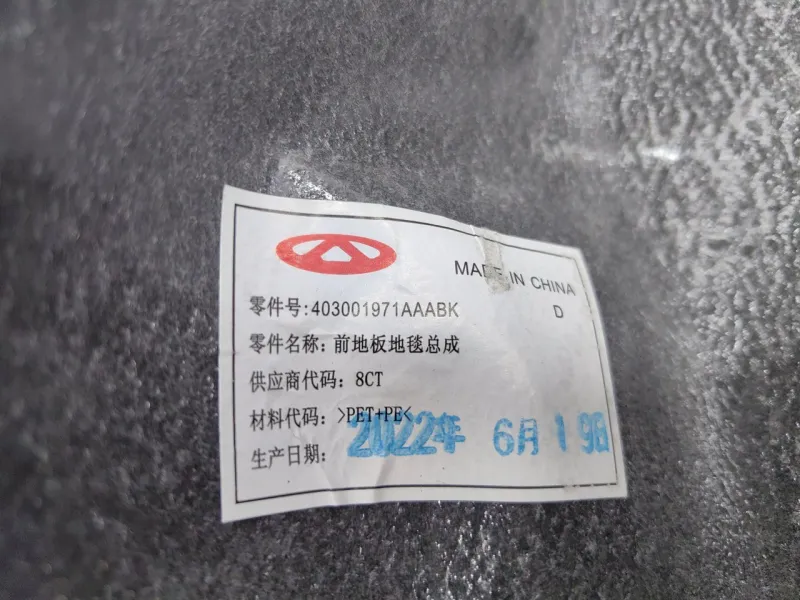 MADE IN CHINA
零件号:403001971AAABK
D
零件名称: 前地板地毯总成
供应商代码: 8CT
材料代码: >PET+PE<
生产日期: 2022年 6月19日